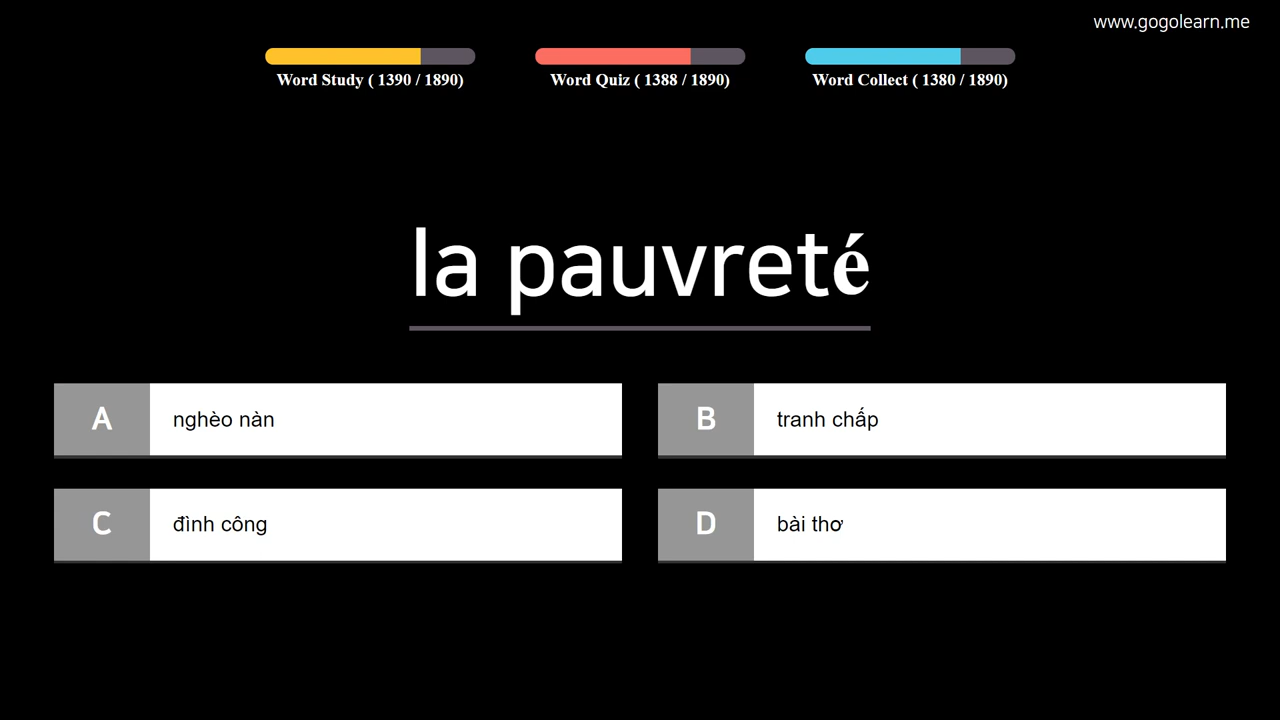 www.gogolearn.me
Word Study ( 1390 / 1890)
Word Quiz ( 1388 / 1890)
Word Collect ( 1380 / 1890)
la pauvreté
A nghèo nàn
B tranh chấp
C đình công
D bài thơ